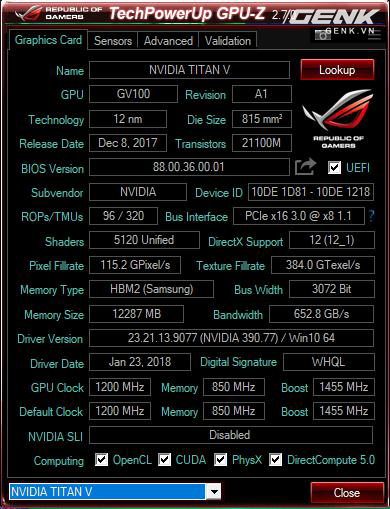 REPUBLIC OF GAMERS TechPowerUp GPU-Z 2.7
GENK
GENK.VN
Graphics Card Sensors Advanced Validation
Name NVIDIA TITAN V Lookup
GPU GV100 Revision A1
Technology 12 nm Die Size 815 mm²
REPUBLIC OF GAMERS
Release Date Dec 8, 2017 Transistors 21100M
BIOS Version 88.00.36.00.01 UEFI
Subvendor NVIDIA Device ID 10DE 1D81 - 10DE 1218
ROPs/TMUs 96 / 320 Bus Interface PCIe x16 3.0 @ x8 1.1 ?
Shaders 5120 Unified DirectX Support 12 (12_1)
Pixel Fillrate 115.2 GPixel/s Texture Fillrate 384.0 GTexel/s
Memory Type HBM2 (Samsung) Bus Width 3072 Bit
Memory Size 12287 MB Bandwidth 652.8 GB/s
Driver Version 23.21.13.9077 (NVIDIA 390.77) / Win10 64
Driver Date Jan 23, 2018 Digital Signature WHQL
GPU Clock 1200 MHz Memory 850 MHz Boost 1455 MHz
Default Clock 1200 MHz Memory 850 MHz Boost 1455 MHz
NVIDIA SLI Disabled
Computing OpenCL CUDA PhysX DirectCompute 5.0
NVIDIA TITAN V Close